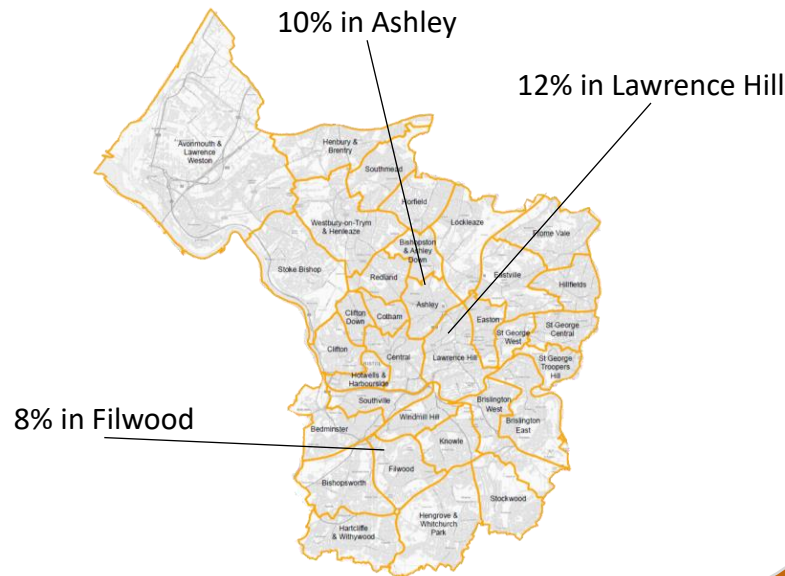 10% in Ashley
12% in Lawrence Hill
Avonmouth &
Lawrence
Weston
Henbury &
Brentry
Southmead
Horfield
Lockleaze
Westbury-on-Trym
& Henleaze
Bishopston
& Ashley
Down
Frome Vale
Stoke Bishop
Redland
Eastville
Hillfields
Ashley
Clifton
Down
Cotham
Easton
St George
West
St George
Central
Clifton
Central
Lawrence Hill
St George
Troopers
Hill
Hotwells &
Harbourside
Southville
Brislington
West
8% in Filwood
Windmill Hill
Bedminster
Brislington
East
Knowle
Filwood
Bishopsworth
Stockwood
Hengrove &
Whitchurch
Park
Hartcliffe
& Withywood